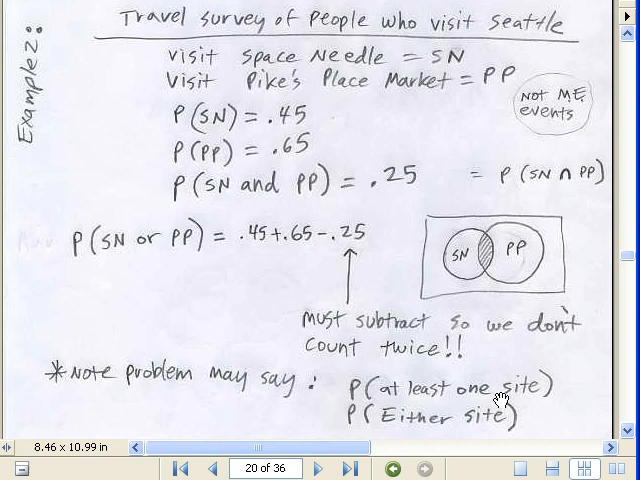 Example 2:
Travel survey of People who visit Seattle
Visit Space Needle = SN
Visit Pike's Place Market = PP
NOT M.E.
events
P(SN) = .45
P(PP) = .65
P(SN and PP) = .25 = P(SN ∩ PP)
P(SN or PP) = .45+.65-.25
SN PP
must subtract so we don't
count twice!!
*Note problem may say:
P(at least one site)
P(Either site)
8.46 x 10.99 in
20 of 36